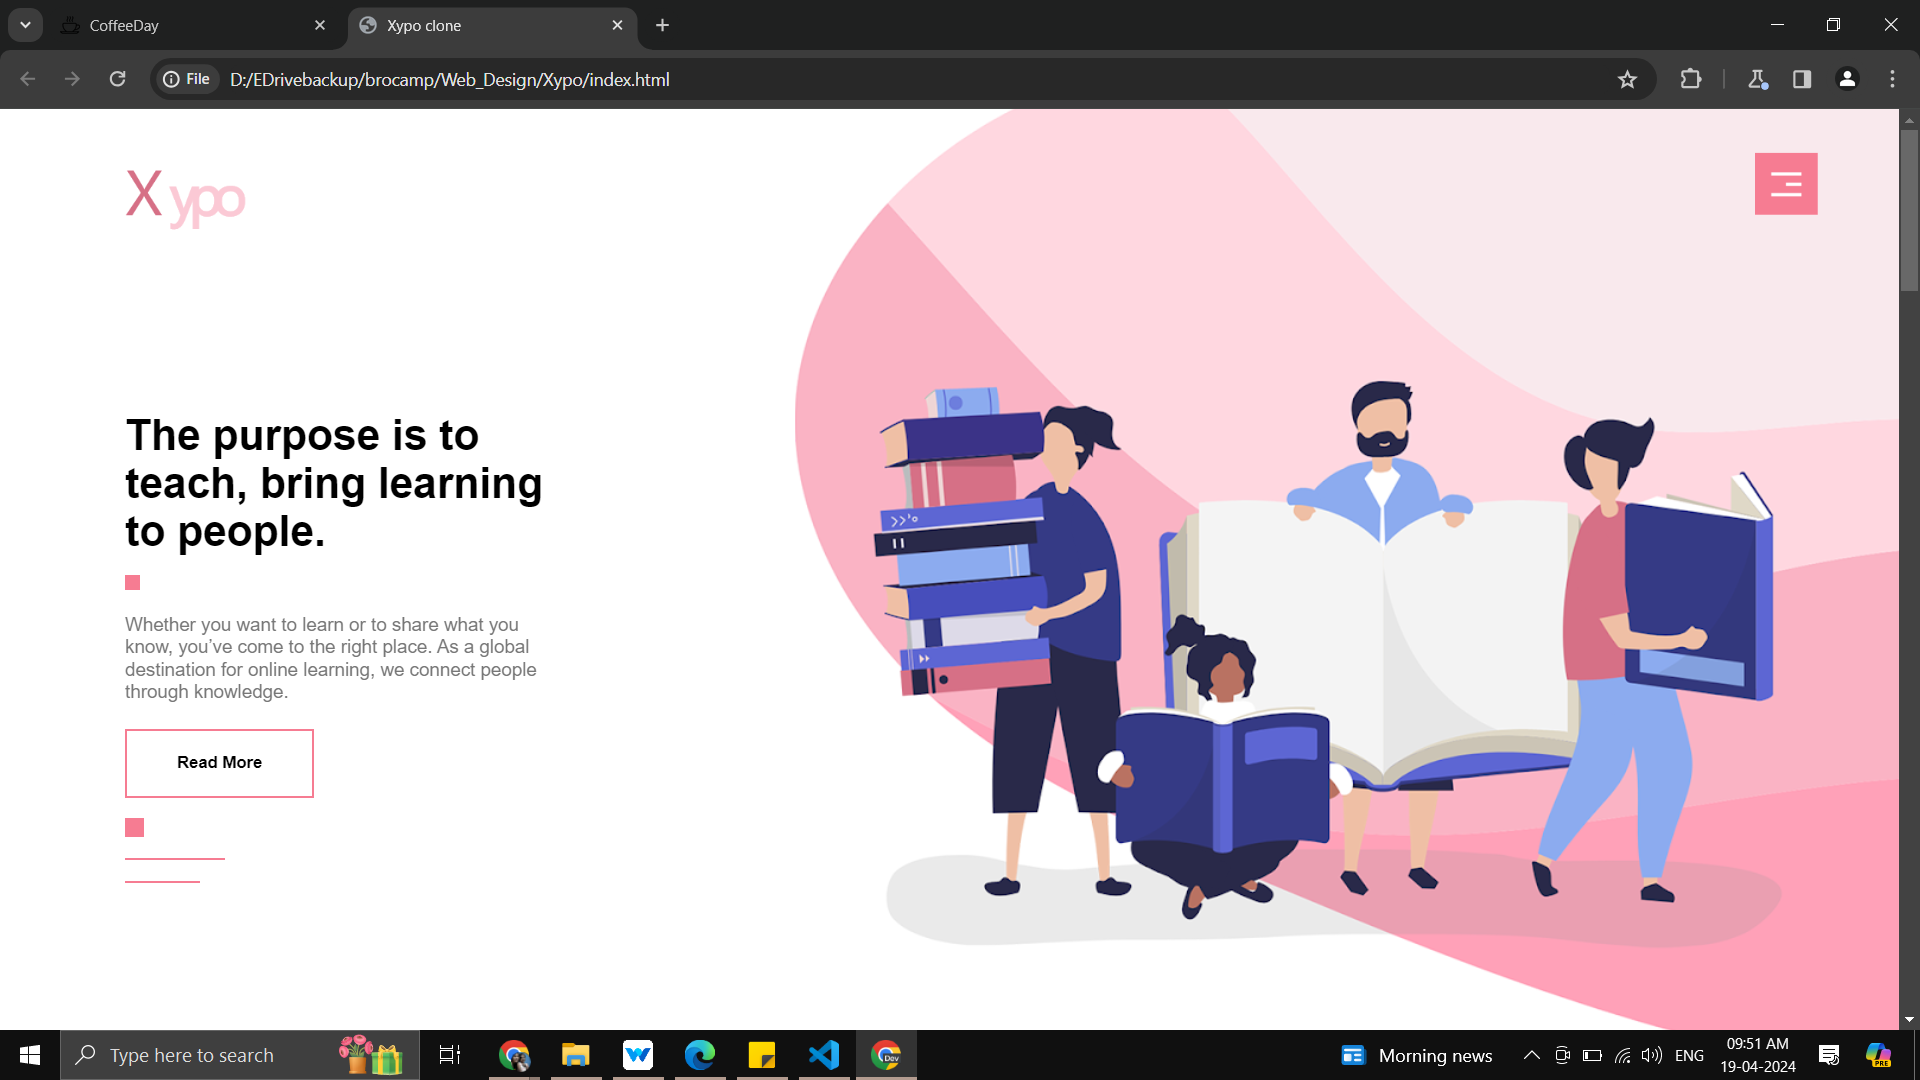 CoffeeDay
Xypo clone
File
D:/EDrivebackup/brocamp/Web_Design/Xypo/index.html
Xypo
The purpose is to
teach, bring learning
to people.
Whether you want to learn or to share what you
know, you’ve come to the right place. As a global
destination for online learning, we connect people
through knowledge.
Read More
Type here to search
W
Dev
Morning news
ENG
09:51 AM
19-04-2024
PRE